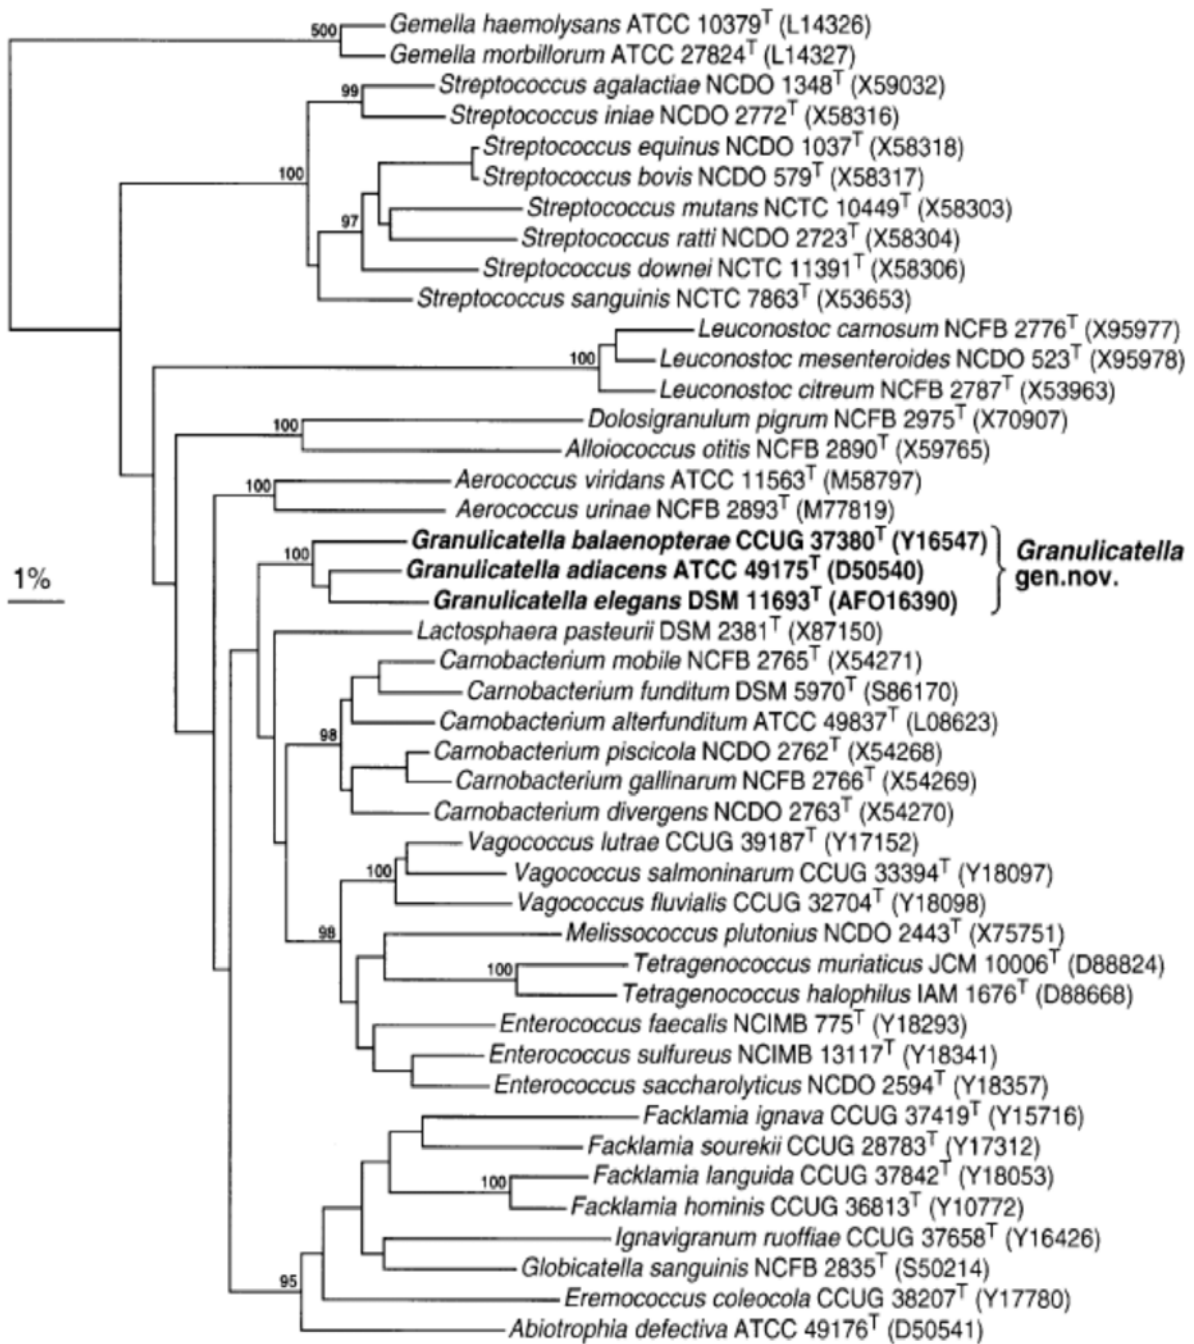 500
Gemella haemolysans ATCC 10379T (L14326)
Gemella morbillorum ATCC 27824T (L14327)
99
Streptococcus agalactiae NCDO 1348T (X59032)
Streptococcus iniae NCDO 2772T (X58316)
100
Streptococcus equinus NCDO 1037T (X58318)
Streptococcus bovis NCDO 579T (X58317)
Streptococcus mutans NCTC 10449T (X58303)
97
Streptococcus ratti NCDO 2723T (X58304)
Streptococcus downei NCTC 11391T (X58306)
Streptococcus sanguinis NCTC 7863T (X53653)
Leuconostoc carnosum NCFB 2776T (X95977)
100
Leuconostoc mesenteroides NCDO 523T (X95978)
Leuconostoc citreum NCFB 2787T (X53963)
100
Dolosigranulum pigrum NCFB 2975T (X70907)
Alloiococcus otitis NCFB 2890T (X59765)
100
Aerococcus viridans ATCC 11563T (M58797)
Aerococcus urinae NCFB 2893T (M77819)
100
Granulicatella balaenopterae CCUG 37380T (Y16547)
Granulicatella adiacens ATCC 49175T (D50540)
Granulicatella elegans DSM 11693T (AFO16390)
Granulicatella
gen.nov.
1%
Lactosphaera pasteurii DSM 2381T (X87150)
Carnobacterium mobile NCFB 2765T (X54271)
Carnobacterium funditum DSM 5970T (S86170)
Carnobacterium alterfunditum ATCC 49837T (L08623)
98
Carnobacterium piscicola NCDO 2762T (X54268)
Carnobacterium gallinarum NCFB 2766T (X54269)
Carnobacterium divergens NCDO 2763T (X54270)
Vagococcus lutrae CCUG 39187T (Y17152)
100
Vagococcus salmoninarum CCUG 33394T (Y18097)
Vagococcus fluvialis CCUG 32704T (Y18098)
98
Melissococcus plutonius NCDO 2443T (X75751)
100
Tetragenococcus muriaticus JCM 10006T (D88824)
Tetragenococcus halophilus IAM 1676T (D88668)
Enterococcus faecalis NCIMB 775T (Y18293)
Enterococcus sulfureus NCIMB 13117T (Y18341)
Enterococcus saccharolyticus NCDO 2594T (Y18357)
Facklamia ignava CCUG 37419T (Y15716)
Facklamia sourekii CCUG 28783T (Y17312)
100
Facklamia languida CCUG 37842T (Y18053)
Facklamia hominis CCUG 36813T (Y10772)
Ignavigranum ruoffiae CCUG 37658T (Y16426)
Globicatella sanguinis NCFB 2835T (S50214)
95
Eremococcus coleocola CCUG 38207T (Y17780)
Abiotrophia defectiva ATCC 49176T (D50541)